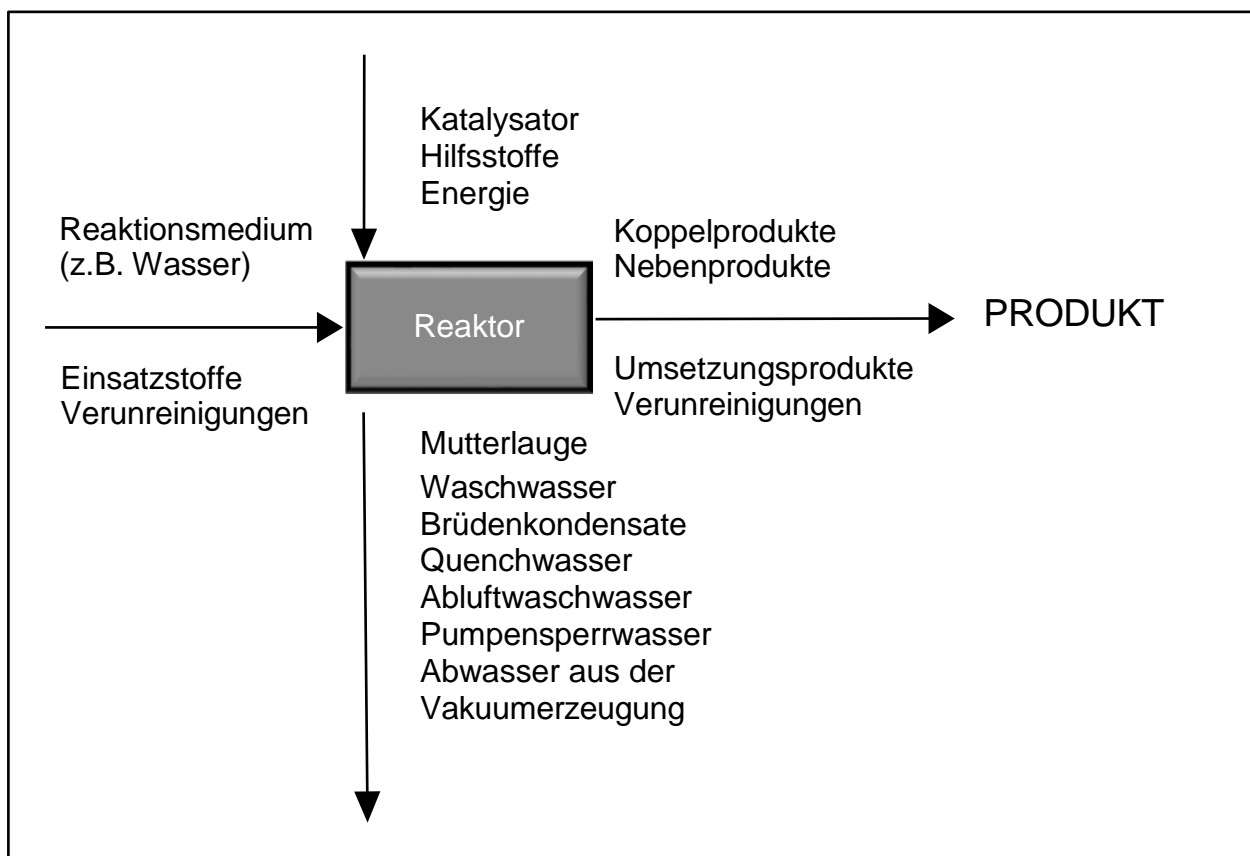 Katalysator
Hilfsstoffe
Energie
Reaktionsmedium
(z.B. Wasser)
Koppelprodukte
Nebenprodukte
Reaktor
PRODUKT
Einsatzstoffe
Verunreinigungen
Umsetzungsprodukte
Verunreinigungen
Mutterlauge
Waschwasser
Brüdenkondensate
Quenchwasser
Abluftwaschwasser
Pumpensperrwasser
Abwasser aus der
Vakuumerzeugung